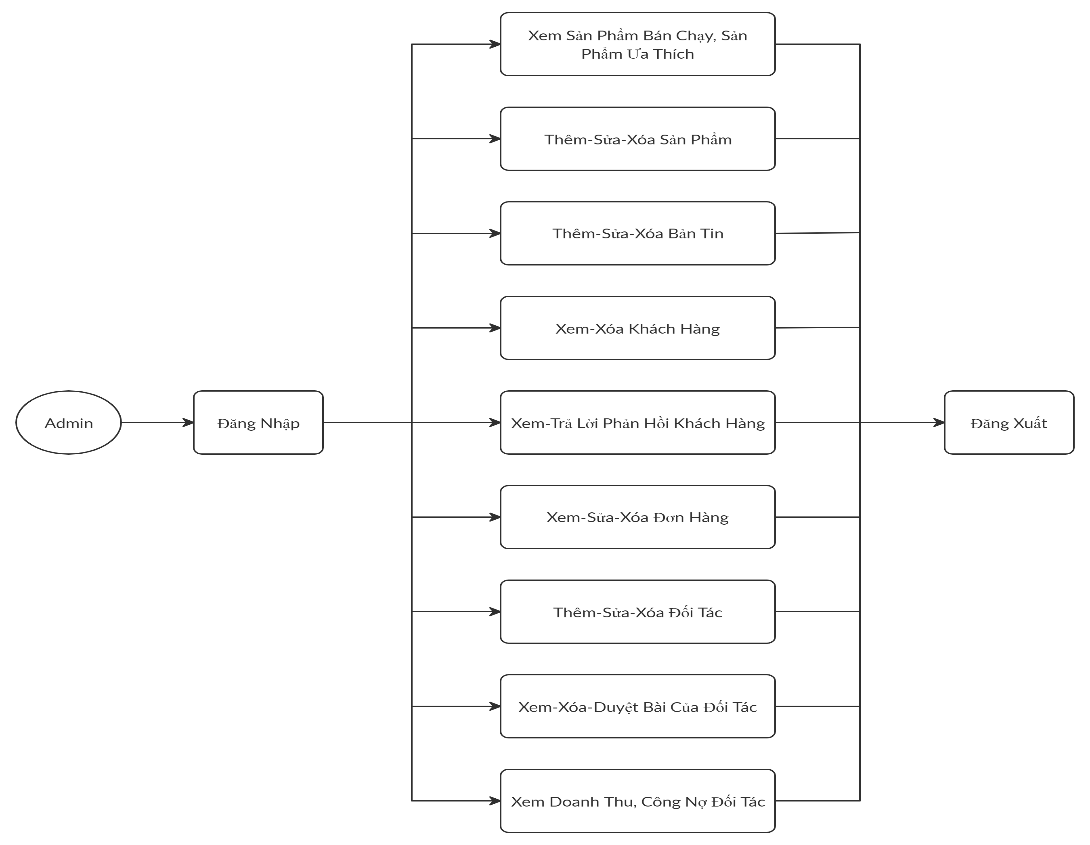 Xem Sản Phẩm Bán Chạy, Sản
Phẩm Ưa Thích
Thêm-Sửa-Xóa Sản Phẩm
Thêm-Sửa-Xóa Bản Tin
Xem-Xóa Khách Hàng
Admin
Đăng Nhập
Xem-Trả Lời Phản Hồi Khách Hàng
Đăng Xuất
Xem-Sửa-Xóa Đơn Hàng
Thêm-Sửa-Xóa Đối Tác
Xem-Xóa-Duyệt Bài Của Đối Tác
Xem Doanh Thu, Công Nợ Đối Tác